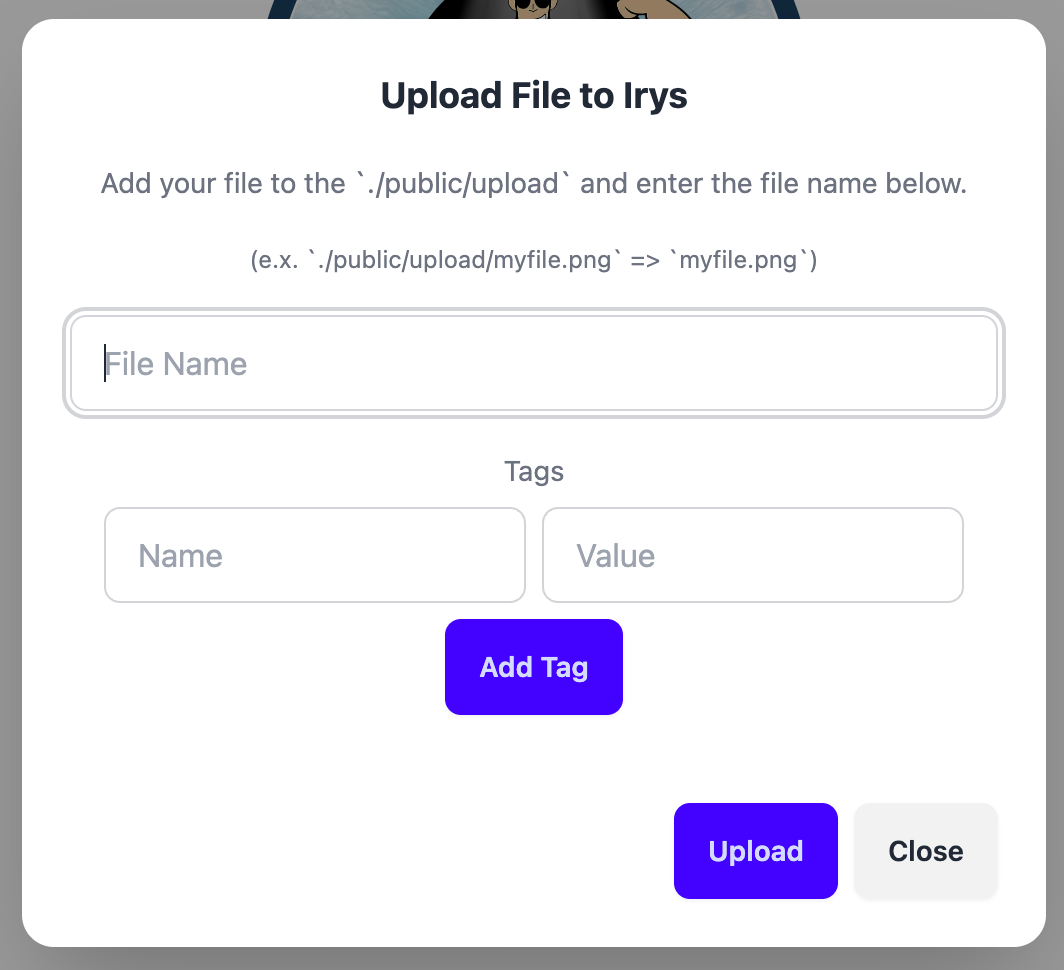 Upload File to Irys
Add your file to the `./public/upload` and enter the file name below.
(e.x. `./public/upload/myfile.png` => `myfile.png`)
File Name
Tags
Name Value
Add Tag
Upload Close